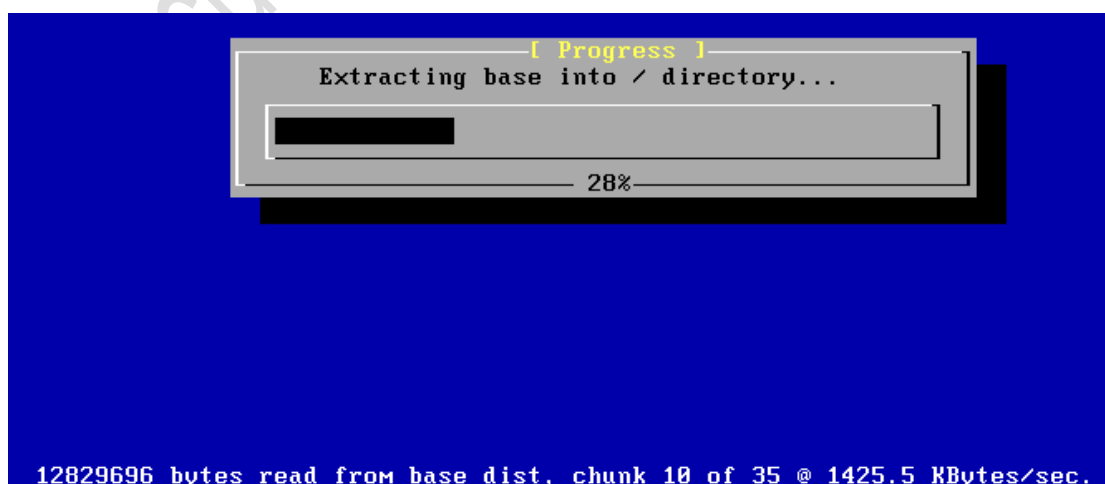 [ Progress ]
Extracting base into / directory...
28%
12829696 bytes read from base dist, chunk 10 of 35 @ 1425.5 KBytes/sec.